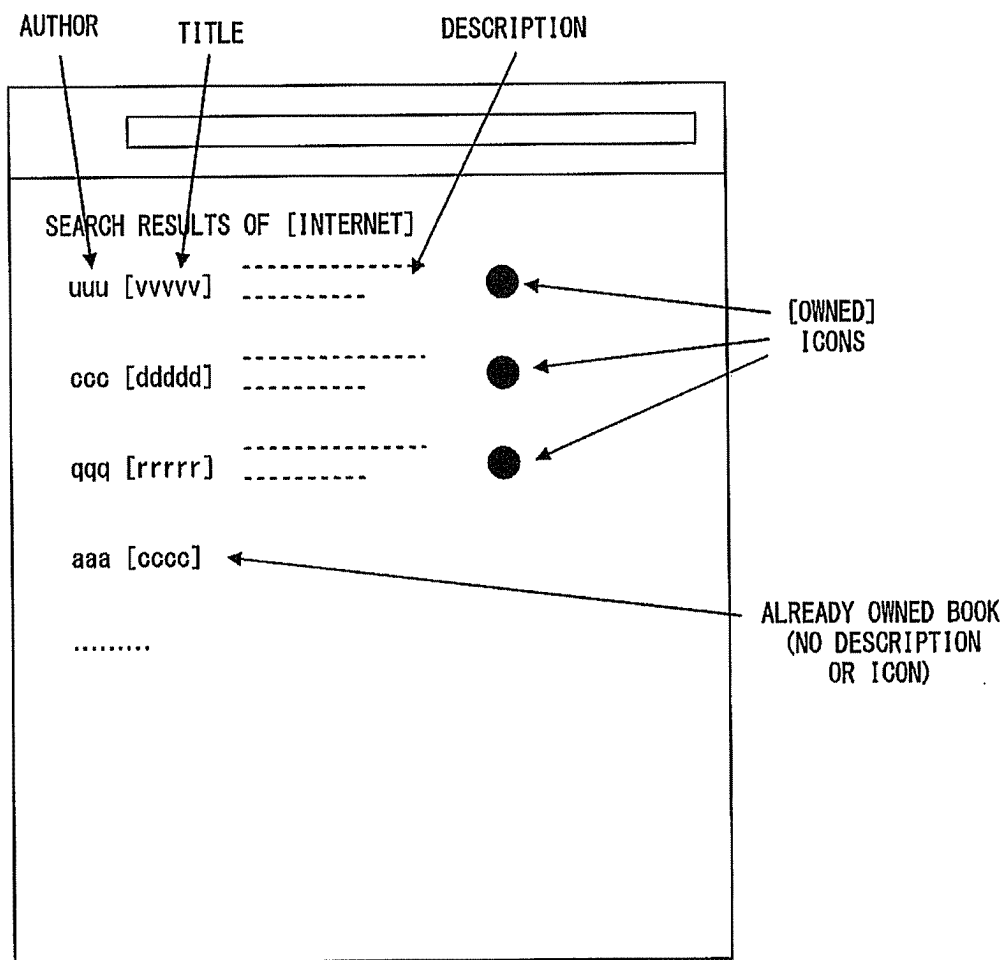 AUTHOR
TITLE
DESCRIPTION
SEARCH RESULTS OF [INTERNET]
uuu [vvvvv]
[OWNED]
ICONS
ccc [ddddd]
qqq [rrrrr]
aaa [cccc]
ALREADY OWNED BOOK
(NO DESCRIPTION
OR ICON)
.........